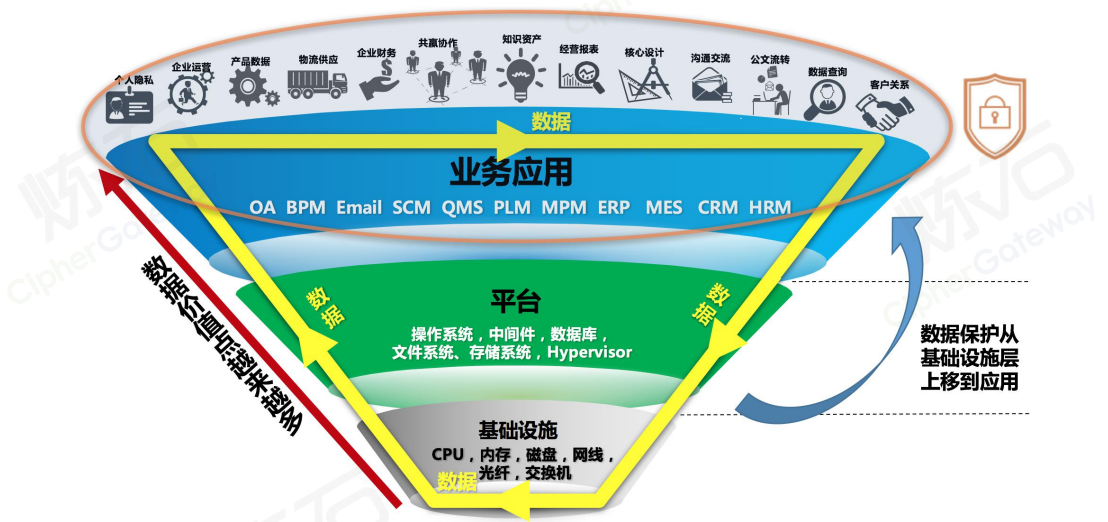 个人隐私
企业运营
产品数据
物流供应
企业财务
共赢协作
知识资产
经营报表
核心设计
沟通交流
公文流转
数据查询
客户关系
数据
业务应用
OA BPM Email SCM QMS PLM MPM ERP MES CRM HRM
数据
数据
平台
操作系统，中间件，数据库，
文件系统、存储系统，Hypervisor
数据价值点越来越多
数据保护从
基础设施层
上移到应用
基础设施
CPU，内存，磁盘，网线，
光纤，交换机
数据
炼石
CipherGateway
炼石
CipherGateway